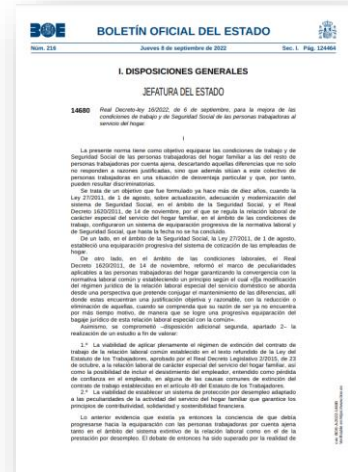 BOE
BOLETÍN OFICIAL DEL ESTADO
Núm. 216
Jueves 8 de septiembre de 2022
Sec. I. Pág. 124464
I. DISPOSICIONES GENERALES
JEFATURA DEL ESTADO
14680 Real Decreto-ley 16/2022, de 6 de septiembre, para la mejora de las
condiciones de trabajo y de Seguridad Social de las personas trabajadoras al
servicio del hogar.
I
La presente norma tiene como objetivo equiparar las condiciones de trabajo y de
Seguridad Social de las personas trabajadoras del hogar familiar a las del resto de
personas trabajadoras por cuenta ajena, descartando aquellas diferencias que no solo
no responden a razones justificadas, sino que además sitúan a este colectivo de
personas trabajadoras en una situación de desventaja particular y que, por tanto,
pueden resultar discriminatorias.
Se trata de un objetivo que fue formulado ya hace más de diez años, cuando la
Ley 27/2011, de 1 de agosto, sobre actualización, adecuación y modernización del
sistema de Seguridad Social, en el ámbito de la Seguridad Social, y el Real
Decreto 1620/2011, de 14 de noviembre, por el que se regula la relación laboral de
carácter especial del servicio del hogar familiar, en el ámbito de las condiciones de
trabajo, configuraron un sistema de equiparación progresiva de la normativa laboral y
de Seguridad Social, que hasta la fecha no se ha concluido.
De un lado, en el ámbito de la Seguridad Social, la Ley 27/2011, de 1 de agosto,
estableció una equiparación progresiva del sistema de cotización de las empleadas de
hogar.
De otro lado, en el ámbito de las condiciones laborales, el Real
Decreto 1620/2011, de 14 de noviembre, reformó el marco de peculiaridades
aplicables a las personas trabajadoras del hogar garantizando la convergencia con la
normativa laboral común y estableciendo un principio según el cual «[l]a modificación
del régimen jurídico de la relación laboral especial del servicio doméstico se aborda
desde una perspectiva que pretende conjugar el mantenimiento de las diferencias, allí
donde estas encuentran una justificación objetiva y razonable, con la reducción o
eliminación de aquellas, cuando se comprenda que su razón de ser ya no encuentra
por más tiempo motivo, de manera que se logre una progresiva equiparación del
bagaje jurídico de esta relación laboral especial con la común».
Asimismo, se comprometió –disposición adicional segunda, apartado 2– la
realización de un estudio a fin de valorar:
1.º La viabilidad de aplicar plenamente el régimen de extinción del contrato de
trabajo de la relación laboral común establecido en el texto refundido de la Ley del
Estatuto de los Trabajadores, aprobado por el Real Decreto Legislativo 2/2015, de 23
de octubre, a la relación laboral de carácter especial del servicio del hogar familiar, así
como la posibilidad de incluir el desistimiento del empleador, entendido como pérdida
de confianza en el empleado, en alguna de las causas comunes de extinción del
contrato de trabajo establecidas en el artículo 49 del Estatuto de los Trabajadores.
2.º La viabilidad de establecer un sistema de protección por desempleo adaptado
a las peculiaridades de la actividad del servicio del hogar familiar que garantice los
principios de contributividad, solidaridad y sostenibilidad financiera.
Lo anterior evidencia que existía ya entonces la conciencia de que debía
progresarse hacia la equiparación con las personas trabajadoras por cuenta ajena
tanto en el ámbito del sistema extintivo de la relación laboral como en el de la
prestación por desempleo. El debate de entonces ha sido superado por la realidad de